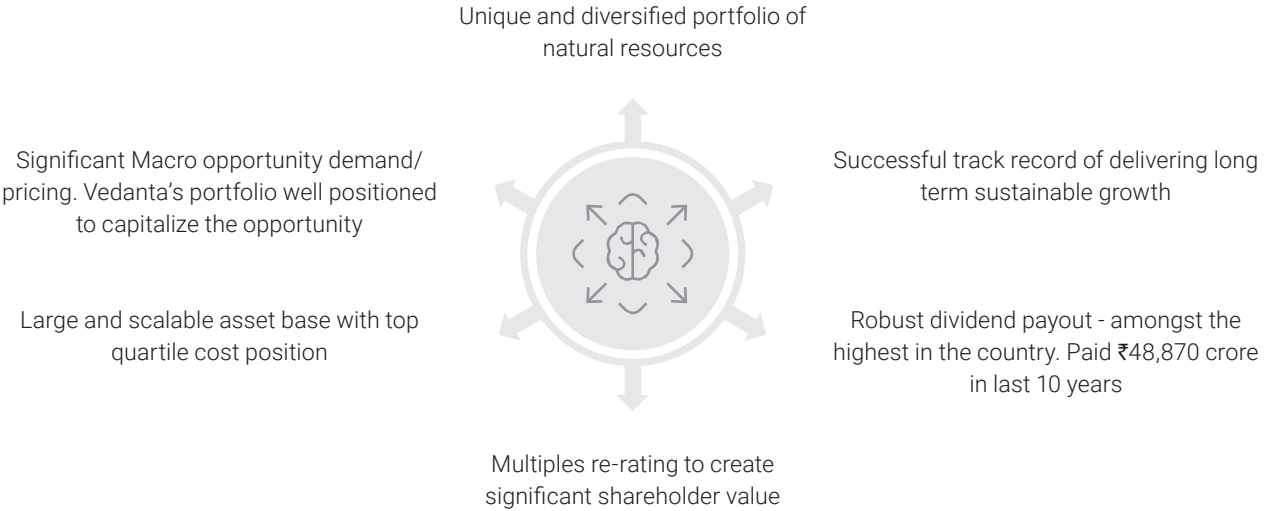 Unique and diversified portfolio of
natural resources
Significant Macro opportunity demand/
pricing. Vedanta’s portfolio well positioned
to capitalize the opportunity
Successful track record of delivering long
term sustainable growth
Large and scalable asset base with top
quartile cost position
Robust dividend payout - amongst the
highest in the country. Paid ₹48,870 crore
in last 10 years
Multiples re-rating to create
significant shareholder value